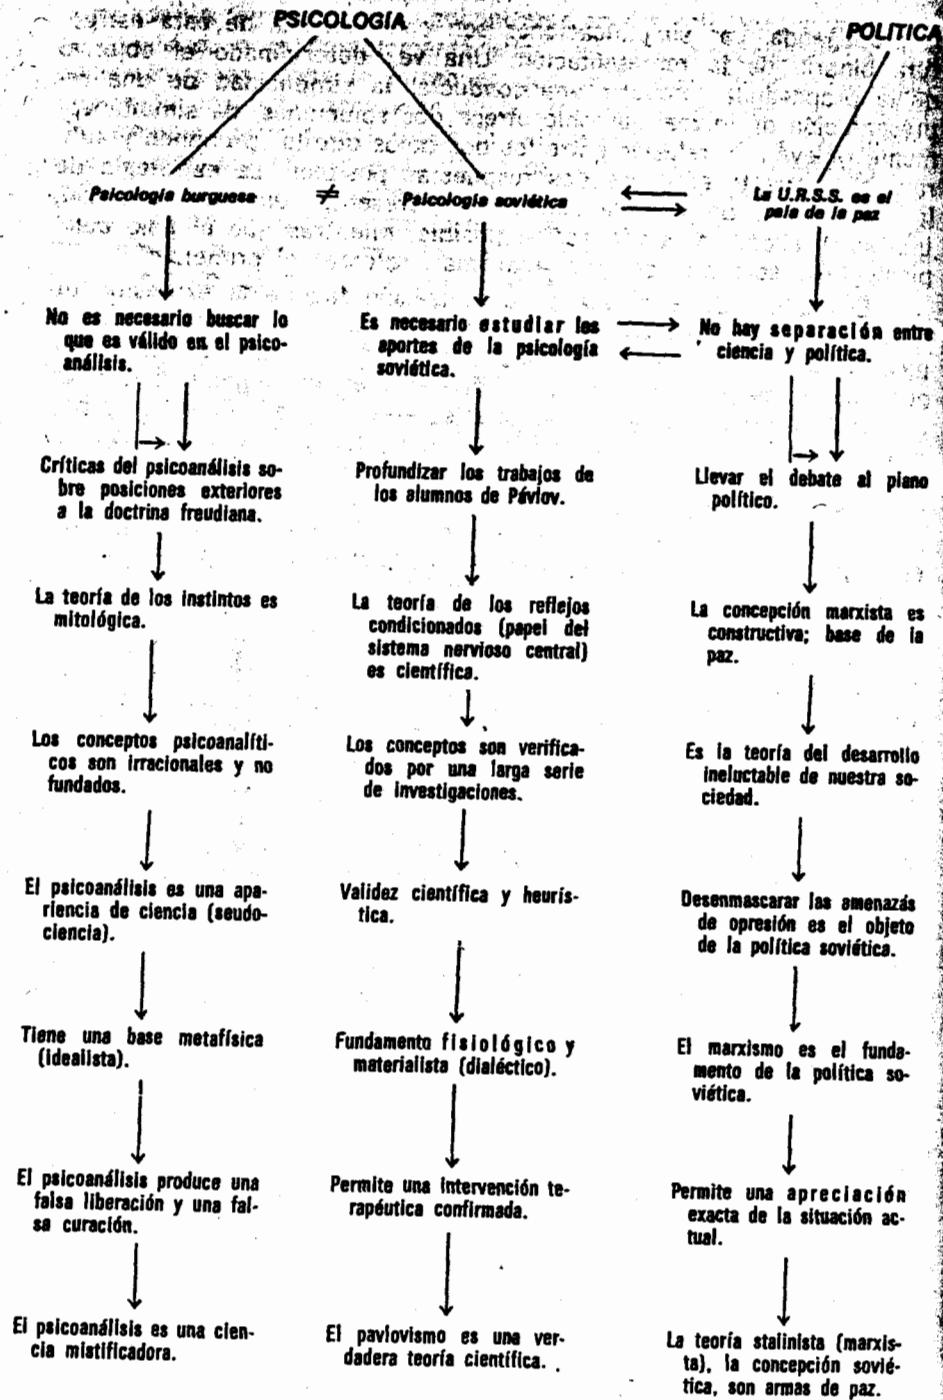 PSICOLOGÍA
POLITICA
Psicología burguesa
≠
Psicología soviética
La U.R.S.S. es el
país de la paz
No es necesario buscar lo
que es válido en el psico-
análisis.
Es necesario estudiar los
aportes de la psicología
soviética.
No hay separación entre
ciencia y política.
Críticas del psicoanálisis so-
bre posiciones exteriores
a la doctrina freudiana.
Profundizar los trabajos de
los alumnos de Pávlov.
Llevar el debate al plano
político.
La teoría de los instintos es
mitológica.
La teoría de los reflejos
condicionados (papel del
sistema nervioso central)
es científica.
La concepción marxista es
constructiva; base de la
paz.
Los conceptos psicoanalíti-
cos son irracionales y no
fundados.
Los conceptos son verifica-
dos por una larga serie
de investigaciones.
Es la teoría del desarrollo
ineluctable de nuestra so-
ciedad.
El psicoanálisis es una apa-
riencia de ciencia (seudo-
ciencia).
Validez científica y heurís-
tica.
Desenmascarar las amenazas
de opresión es el objeto
de la política soviética.
Tiene una base metafísica
(idealista).
Fundamento fisiológico y
materialista (dialéctico).
El marxismo es el funda-
mento de la política so-
viética.
El psicoanálisis produce una
falsa liberación y una fal-
sa curación.
Permite una intervención te-
rapéutica confirmada.
Permite una apreciación
exacta de la situación ac-
tual.
El psicoanálisis es una cien-
cia mistificadora.
El pavlovismo es una ver-
dadera teoría científica.
La teoría stalinista (marxis-
ta), la concepción sovié-
tica, son armas de paz.